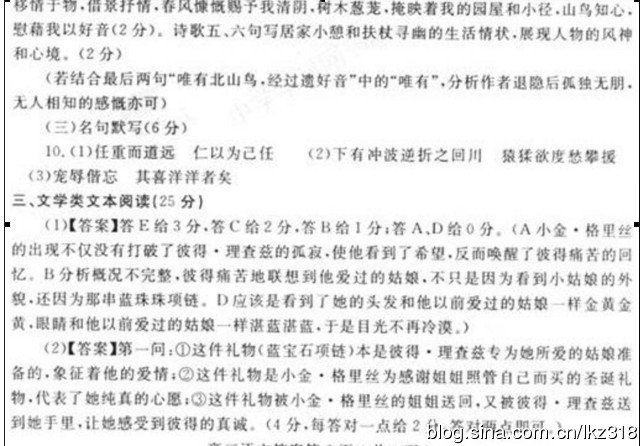 移情于物,借景抒情,春风慷慨赐予我清阴,树木葱茏,掩映着我的园屋和小径,山鸟知心,
慰藉我以好音(2分)。诗歌五、六句写居家小憩和扶杖寻幽的生活情状,展现人物的风神
和心境。(2分)
(若结合最后两句“唯有北山鸟,经过遗好音”中的“唯有”,分析作者退隐后孤独无朋,
无人相知的感慨亦可)
(三)名句默写(6分)
10.(1)任重而道远 仁以为己任 (2)下有冲波逆折之回川 猿猱欲度愁攀援
(3)宠辱偕忘 其喜洋洋者矣
三、文学类文本阅读(25分)
(1)【答案】答E给3分,答C给2分,答B给1分;答A、D给0分。(A小金·格里丝
的出现不仅没有打破了彼得·理查兹的孤寂,使他看到了希望,反而唤醒了彼得痛苦的回
忆。B分析概况不完整,彼得痛苦地联想到他爱过的姑娘,不只是因为看到小姑娘的外
貌,还因为那串蓝珠珠项链。D应该是看到了她的头发和他以前爱过的姑娘一样金黄金
黄,眼睛和他以前爱过的姑娘一样湛蓝湛蓝,于是目光不再冷漠。)
(2)【答案】第一问:①这件礼物(蓝宝石项链)本是彼得·理查兹专为她所爱的姑娘准
备的,象征着他的爱情;②这件礼物是小金·格里丝为感谢姐姐照管自己而买的圣诞礼
物,代表了她纯真的心愿;③这件礼物被小金·格里丝的姐姐送回,又被彼得·理查兹送
到她手里,让她感受到彼得的真诚。(4分,每答对一点给2分,答对两点即可。)
blog.sina.com.cn/lkz318